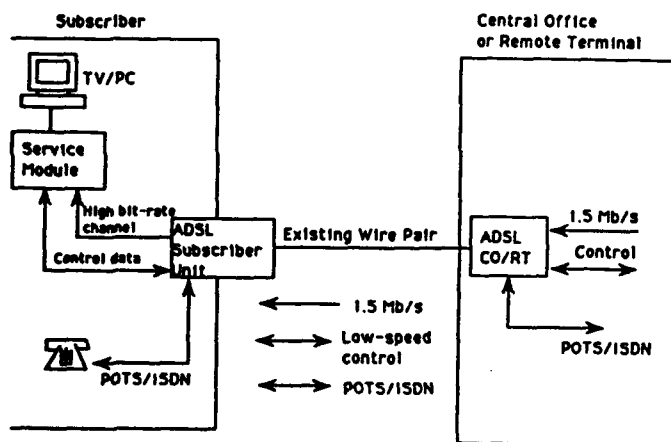 Subscriber
Central Office
or Remote Terminal
TV/PC
Service
Module
High bit-rate
channel
Control data
ADSL
Subscriber
Unit
Existing Wire Pair
ADSL
CO/RT
1.5 Mb/s
Control
POTS/ISDN
1.5 Mb/s
Low-speed
control
POTS/ISDN
POTS/ISDN